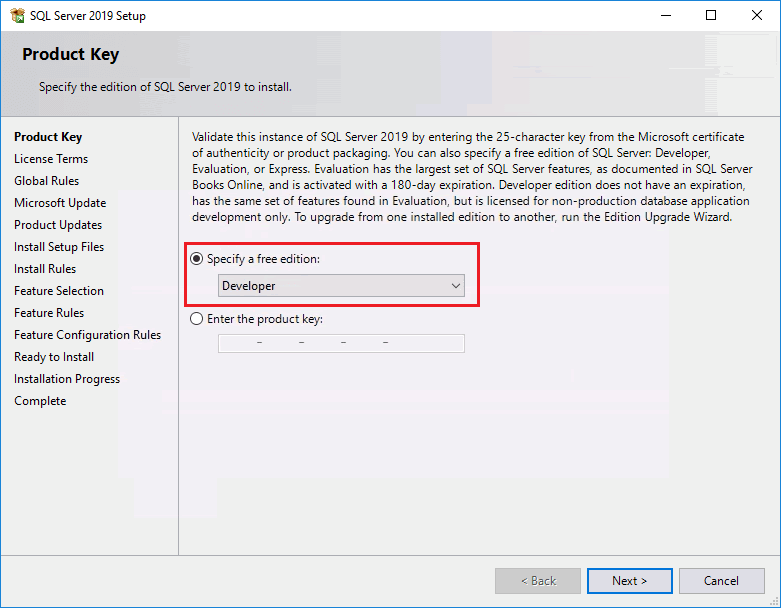 SQL Server 2019 Setup
Product Key
Specify the edition of SQL Server 2019 to install.
Product Key
License Terms
Global Rules
Microsoft Update
Product Updates
Install Setup Files
Install Rules
Feature Selection
Feature Rules
Feature Configuration Rules
Ready to Install
Installation Progress
Complete
Validate this instance of SQL Server 2019 by entering the 25-character key from the Microsoft certificate
of authenticity or product packaging. You can also specify a free edition of SQL Server: Developer,
Evaluation, or Express. Evaluation has the largest set of SQL Server features, as documented in SQL Server
Books Online, and is activated with a 180-day expiration. Developer edition does not have an expiration,
has the same set of features found in Evaluation, but is licensed for non-production database application
development only. To upgrade from one installed edition to another, run the Edition Upgrade Wizard.
Specify a free edition:
Developer
Enter the product key:
- - - -
< Back
Next >
Cancel